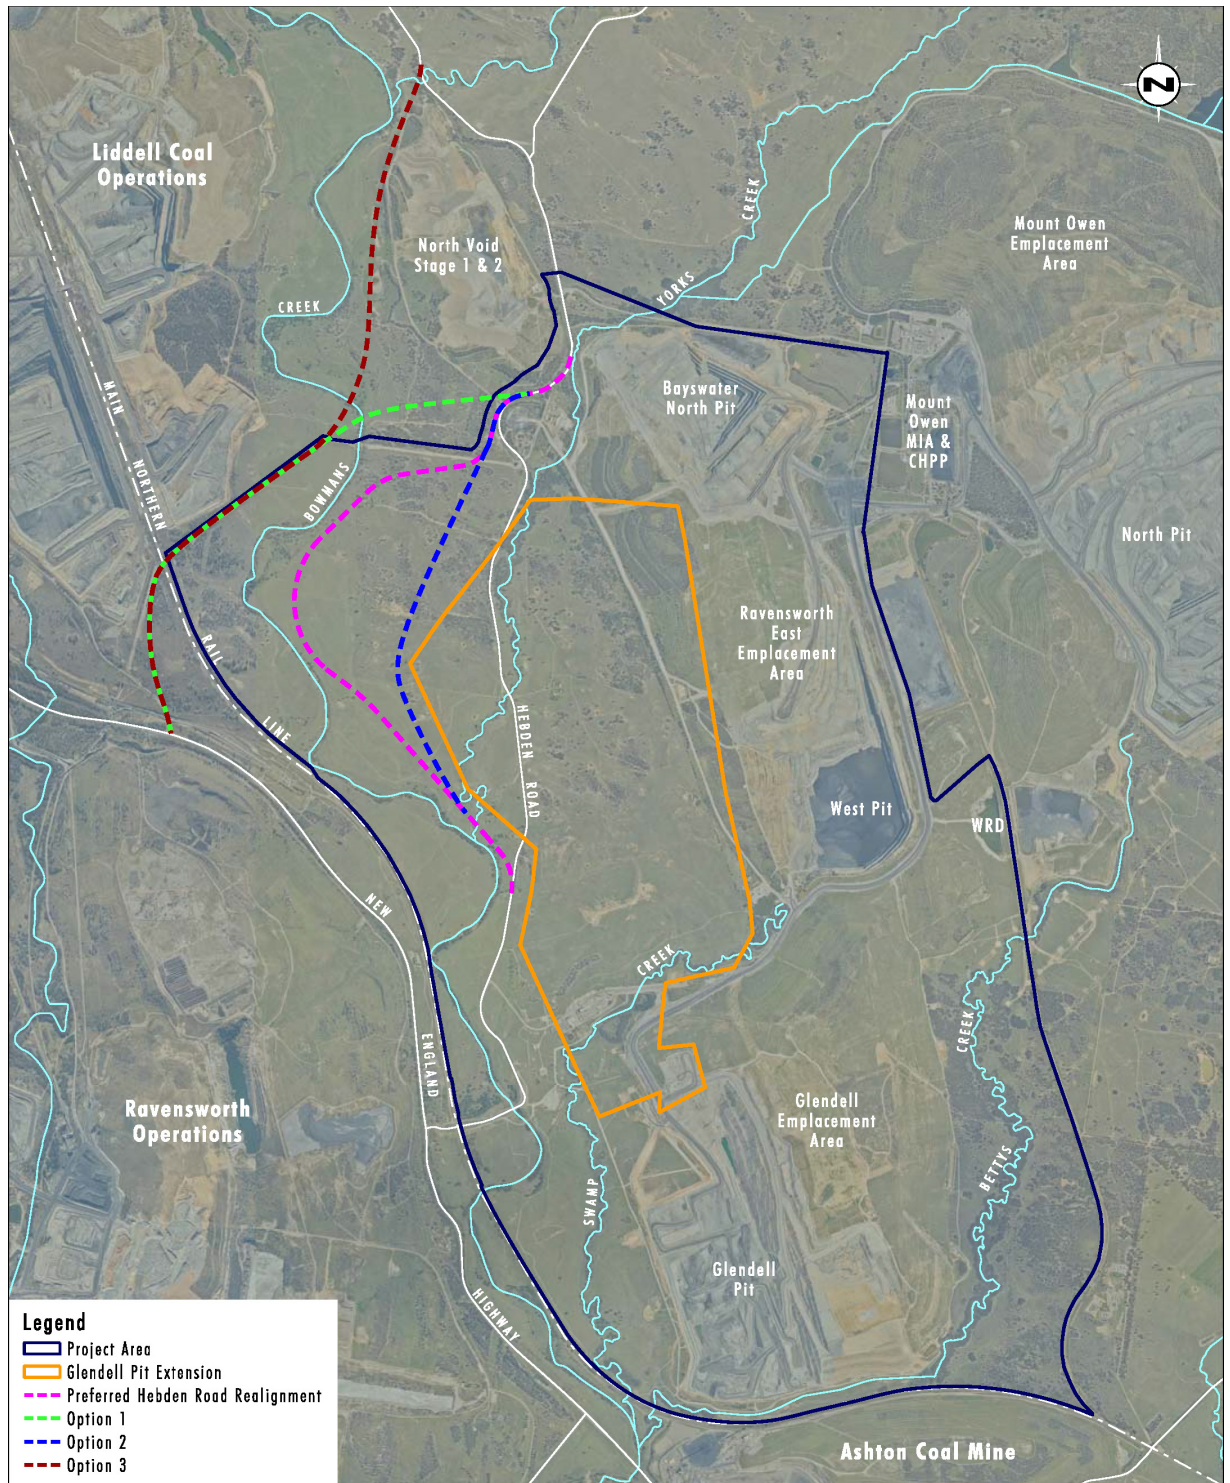 N
Liddell Coal
Operations
North Void
Stage 1 & 2
CREEK
YORKS
CREEK
Mount Owen
Emplacement
Area
Bayswater
North Pit
Mount
Owen
MIA &
CHPP
North Pit
MAIN
NORTHERN
RAIL
LINE
BOWMANS
HEBDEN ROAD
Ravensworth
East
Emplacement
Area
West Pit
WRD
NEW
ENGLAND
HIGHWAY
CREEK
CREEK
BETTYS
SWAMP
Ravensworth
Operations
Glendell
Emplacement
Area
Glendell
Pit
Ashton Coal Mine
Legend
Project Area
Glendell Pit Extension
Preferred Hebden Road Realignment
Option 1
Option 2
Option 3